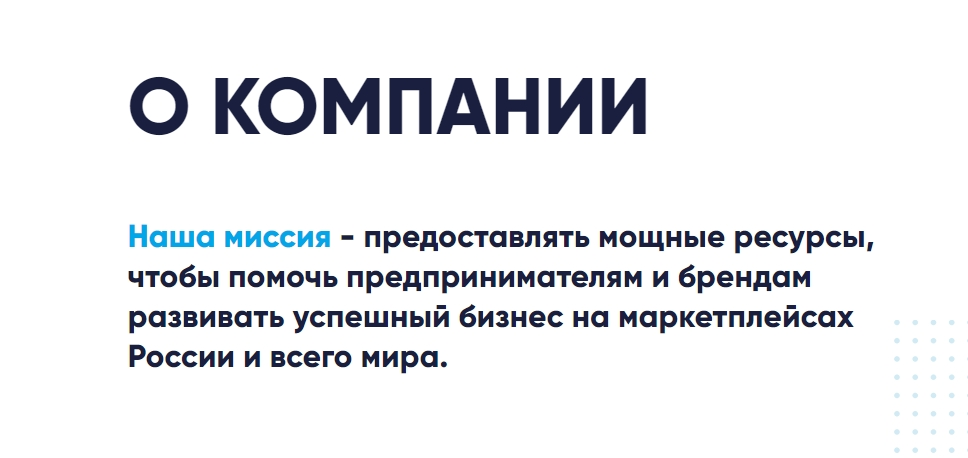 О КОМПАНИИ
Наша миссия - предоставлять мощные ресурсы,
чтобы помочь предпринимателям и брендам
развивать успешный бизнес на маркетплейсах
России и всего мира.